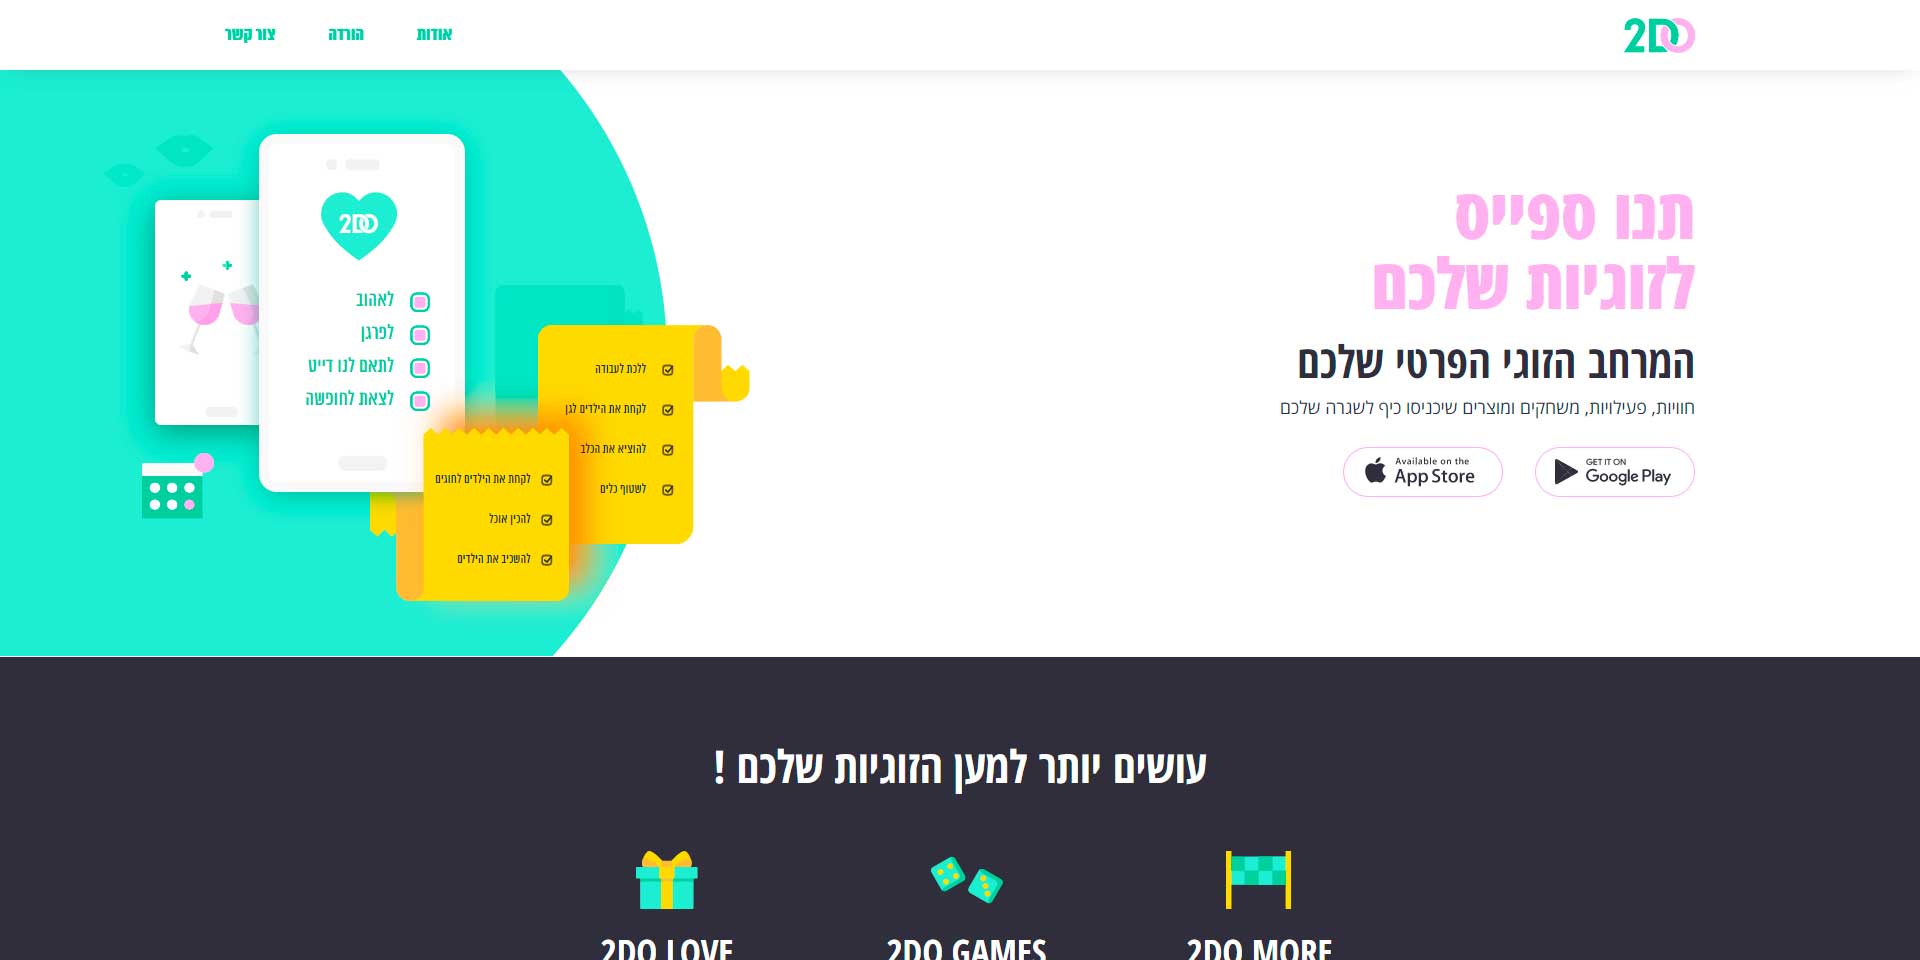 2DO
אודות
הורדה
צור קשר
תנו ספייס
לזוגיות שלכם
המרחב הזוגי הפרטי שלכם
חוויות, פעילויות, משחקים ומוצרים שיכניסו כיף לשגרה שלכם
GET IT ON
Google Play
Available on the
App Store
2DO
לאהוב
לפרגן
לתאם לנו דייט
לצאת לחופשה
ללכת לעבודה
לקחת את הילדים לגן
להוציא את הכלב
לשטוף כלים
לקחת את הילדים לחוגים
להכין אוכל
להשכיב את הילדים
עושים יותר למען הזוגיות שלכם !
2DO MORE
2DO GAMES
2DO LOVE